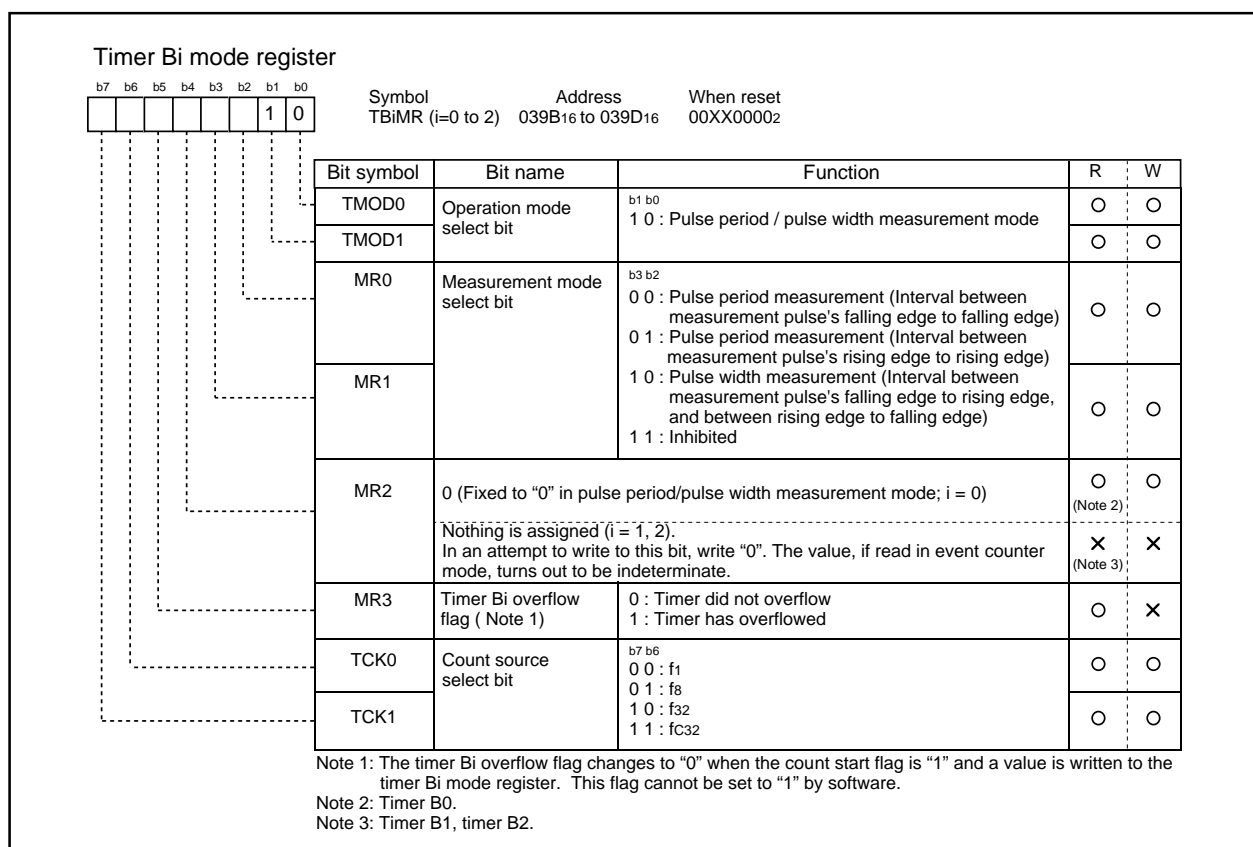 Timer Bi mode register
b7 b6 b5 b4 b3 b2 b1 b0
1 0
Symbol Address When reset
TBiMR (i=0 to 2) 039B16 to 039D16 00XX00002
Bit symbol Bit name Function R W
TMOD0 Operation mode select bit
b1 b0
1 0 : Pulse period / pulse width measurement mode
TMOD1
MR0 Measurement mode select bit
b3 b2
0 0 : Pulse period measurement (Interval between
measurement pulse's falling edge to falling edge)
0 1 : Pulse period measurement (Interval between
measurement pulse's rising edge to rising edge)
MR1
1 0 : Pulse width measurement (Interval between
measurement pulse's falling edge to rising edge,
and between rising edge to falling edge)
1 1 : Inhibited
MR2 0 (Fixed to “0” in pulse period/pulse width measurement mode; i = 0)
(Note 2)
Nothing is assigned (i = 1, 2).
In an attempt to write to this bit, write “0”. The value, if read in event counter
mode, turns out to be indeterminate.
(Note 3)
MR3 Timer Bi overflow
flag ( Note 1)
0 : Timer did not overflow
1 : Timer has overflowed
TCK0 Count source
select bit
b7 b6
0 0 : f1
0 1 : f8
TCK1
1 0 : f32
1 1 : fC32
Note 1: The timer Bi overflow flag changes to “0” when the count start flag is “1” and a value is written to the
timer Bi mode register. This flag cannot be set to “1” by software.
Note 2: Timer B0.
Note 3: Timer B1, timer B2.